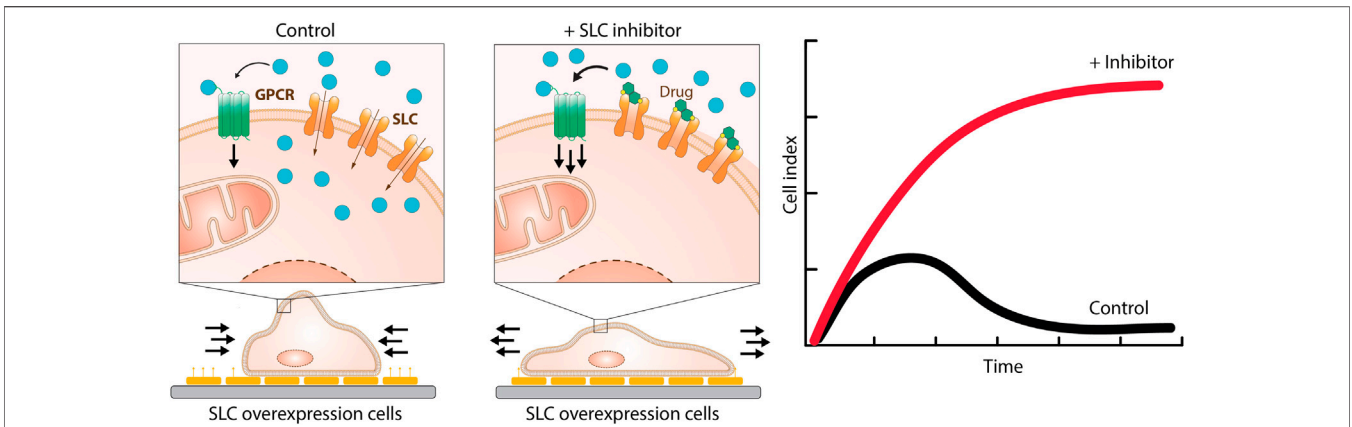 Control
GPCR
SLC
SLC overexpression cells
+ SLC inhibitor
Drug
SLC overexpression cells
Cell index
+ Inhibitor
Control
Time